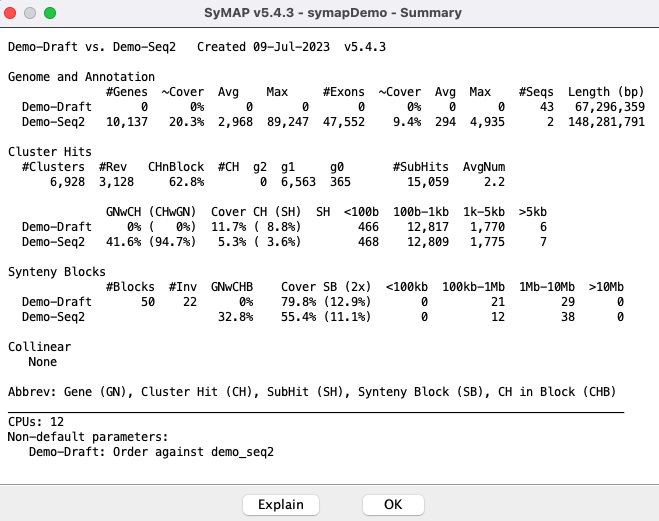 SyMAP v5.4.3 - symapDemo - Summary
Demo-Draft vs. Demo-Seq2   Created 09-Jul-2023  v5.4.3
Genome and Annotation
#Genes  ~Cover  Avg    Max     #Exons  ~Cover  Avg  Max    #Seqs  Length (bp)
Demo-Draft       0      0%     0       0       0      0%    0      0      43   67,296,359
Demo-Seq2   10,137   20.3%  2,968  89,247  47,552    9.4%  294  4,935       2  148,281,791
Cluster Hits
#Clusters  #Rev   CHnBlock   #CH  g2  g1     g0      #SubHits  AvgNum
6,928  3,128     62.8%        0  6,563  365        15,059     2.2
GNwCH (CHwGN)  Cover CH (SH)  SH  <100b  100b-1kb  1k-5kb  >5kb
Demo-Draft     0% (   0%)  11.7% ( 8.8%)        466    12,817   1,770     6
Demo-Seq2   41.6% (94.7%)   5.3% ( 3.6%)        468    12,809   1,775     7
Synteny Blocks
#Blocks  #Inv  GNwCHB   Cover SB (2x)  <100kb  100kb-1Mb  1Mb-10Mb  >10Mb
Demo-Draft       50    22      0%   79.8% (12.9%)       0         21        29      0
Demo-Seq2                   32.8%   55.4% (11.1%)       0         12        38      0
Collinear
None
Abbrev: Gene (GN), Cluster Hit (CH), SubHit (SH), Synteny Block (SB), CH in Block (CHB)
CPUs: 12
Non-default parameters:
Demo-Draft: Order against demo_seq2
Explain   OK